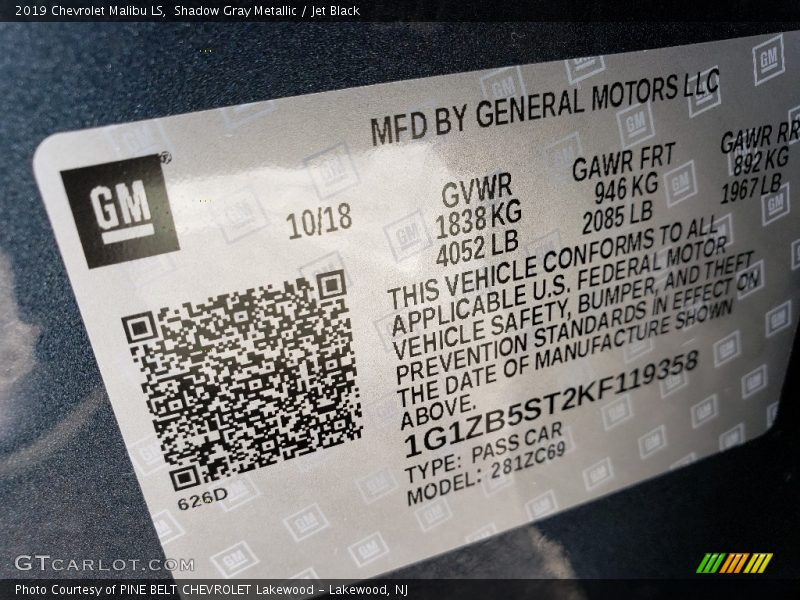 2019 Chevrolet Malibu LS, Shadow Gray Metallic / Jet Black
MFD BY GENERAL MOTORS LLC
GM
10/18
GVWR
1838 KG
4052 LB
GAWR FRT
946 KG
2085 LB
GAWR RR
892 KG
1967 LB
THIS VEHICLE CONFORMS TO ALL
APPLICABLE U.S. FEDERAL MOTOR
VEHICLE SAFETY, BUMPER, AND THEFT
PREVENTION STANDARDS IN EFFECT ON
THE DATE OF MANUFACTURE SHOWN
ABOVE.
1G1ZB5ST2KF119358
TYPE: PASS CAR
MODEL: 281ZC69
626D
GTCARLOT.COM
Photo Courtesy of PINE BELT CHEVROLET Lakewood - Lakewood, NJ